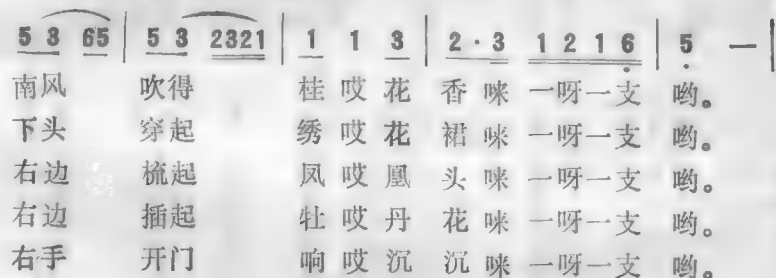 5 3 65 | 5 3 2321 | 1 1 3 | 2 · 3 1 2 1 6 | 5 — |
南风 吹得 桂 哎 花 香 咪 一呀一支 哟。
下头 穿起 绣 哎 花 裙 咪 一呀一支 哟。
右边 梳起 凤 哎 凰 头 咪 一呀一支 哟。
右边 插起 牡 哎 丹 花 咪 一呀一支 哟。
右手 开门 响 哎 沉 沉 咪 一呀一支 哟。